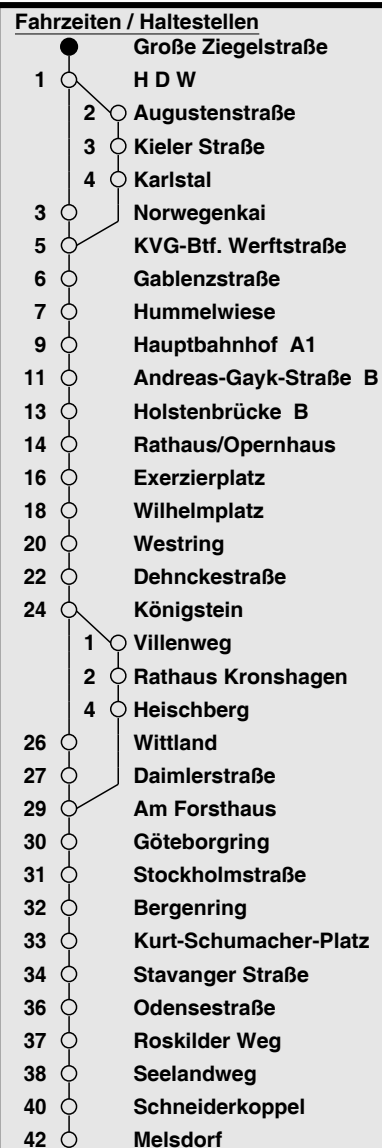 Fahrzeiten / Haltestellen
Große Ziegelstraße
1 H D W
2 Augustenstraße
3 Kieler Straße
4 Karlstal
3 Norwegenkai
5 KVG-Btf. Werftstraße
6 Gablenzstraße
7 Hummelwiese
9 Hauptbahnhof A1
11 Andreas-Gayk-Straße B
13 Holstenbrücke B
14 Rathaus/Opernhaus
16 Exerzierplatz
18 Wilhelmplatz
20 Westring
22 Dehnckestraße
24 Königstein
1 Villenweg
2 Rathaus Kronshagen
4 Heischberg
26 Wittland
27 Daimlerstraße
29 Am Forsthaus
30 Göteborgring
31 Stockholmstraße
32 Bergenring
33 Kurt-Schumacher-Platz
34 Stavanger Straße
36 Odensestraße
37 Roskilder Weg
38 Seelandweg
40 Schneiderkoppel
42 Melsdorf